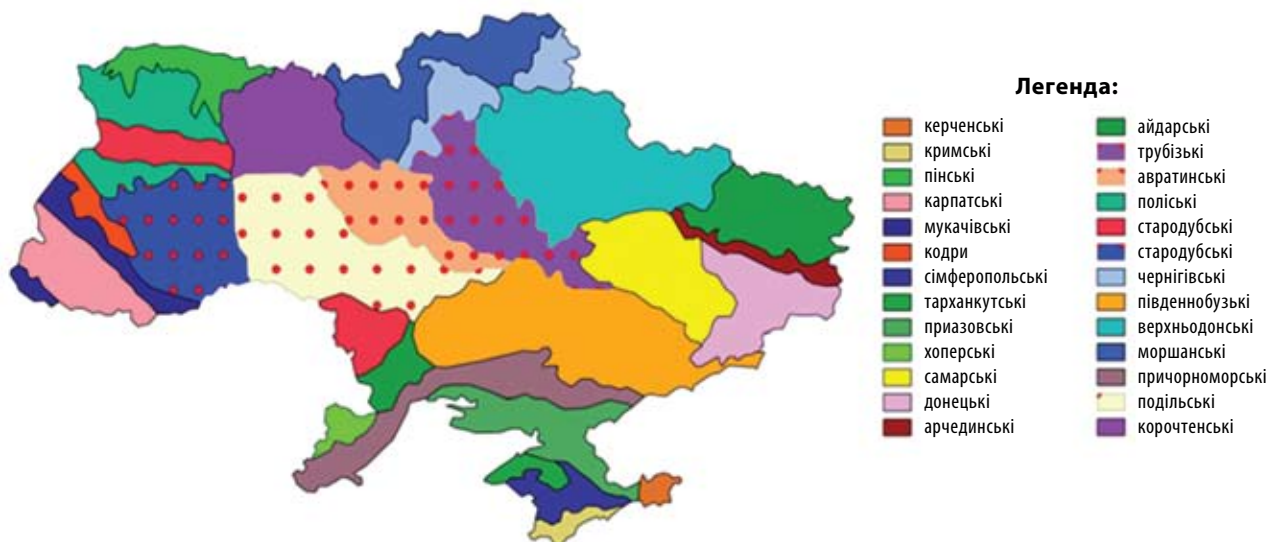 Легенда:
керченські
кримські
пінські
карпатські
мукачівські
кодри
сімферопольські
тарханкутські
приазовські
хоперські
самарські
донецькі
арчединські
айдарські
трубізькі
авратинські
поліські
стародубські
стародубські
чернігівські
південнобузькі
верхньодонські
моршанські
причорноморські
подільські
корочтенські